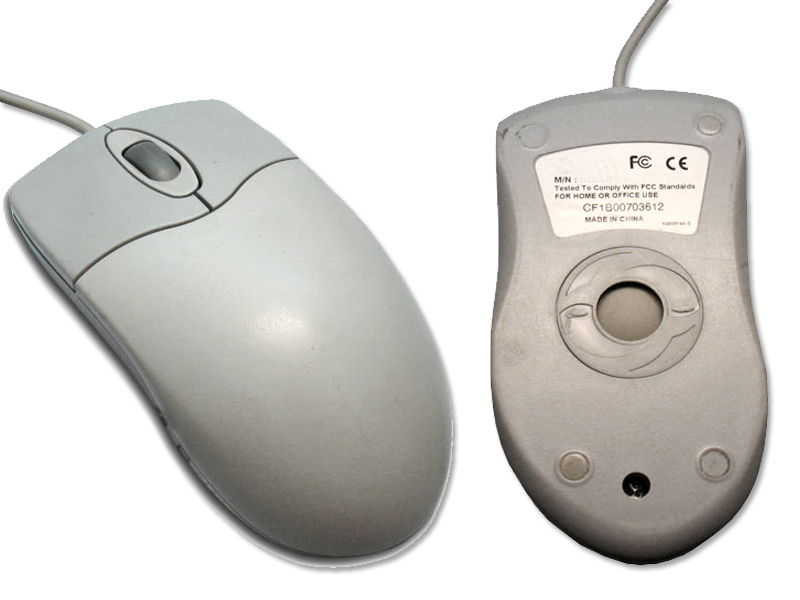 FC CE
M/N :
Tested To Comply With FCC Standards
FOR HOME OR OFFICE USE
CF1B00703612
MADE IN CHINA